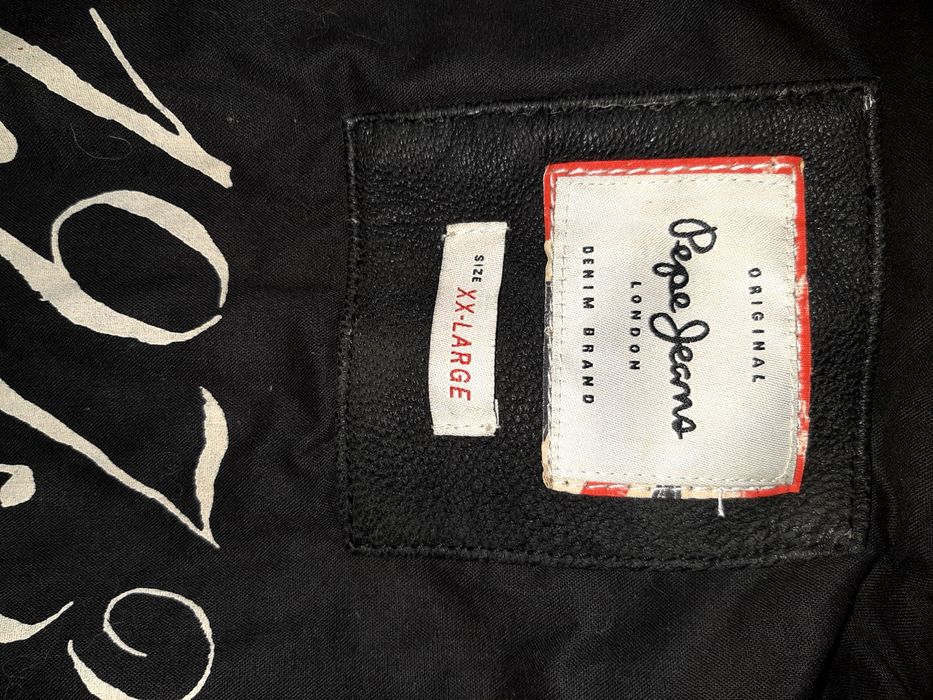 ORIGINAL
Pepe Jeans
LONDON
DENIM BRAND
SIZE XX-LARGE